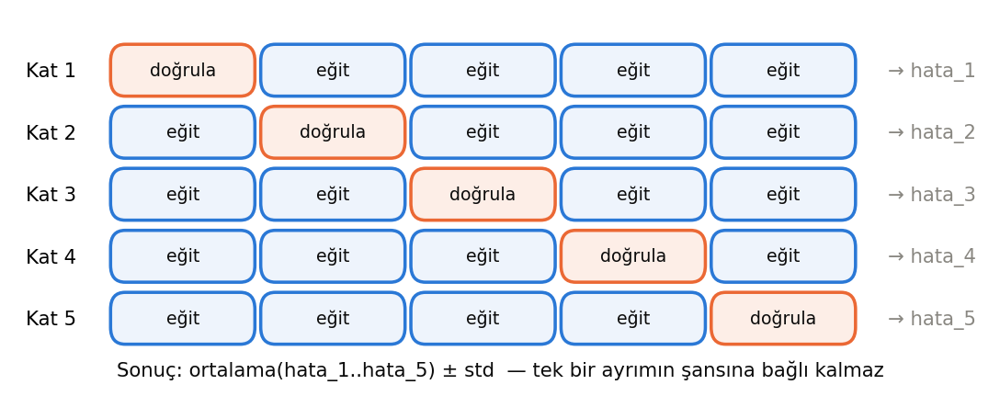 Kat 1 doğrula eğit eğit eğit eğit → hata_1
Kat 2 eğit doğrula eğit eğit eğit → hata_2
Kat 3 eğit eğit doğrula eğit eğit → hata_3
Kat 4 eğit eğit eğit doğrula eğit → hata_4
Kat 5 eğit eğit eğit eğit doğrula → hata_5
Sonuç: ortalama(hata_1..hata_5) ± std — tek bir ayrımın şansına bağlı kalmaz